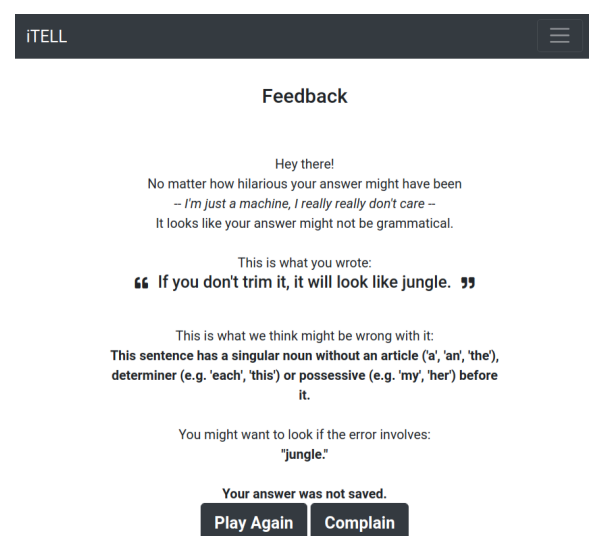 iTELL
Feedback
Hey there!
No matter how hilarious your answer might have been
-- I'm just a machine, I really really don't care --
It looks like your answer might not be grammatical.
This is what you wrote:
“ If you don't trim it, it will look like jungle. ”
This is what we think might be wrong with it:
This sentence has a singular noun without an article ('a', 'an', 'the'),
determiner (e.g. 'each', 'this') or possessive (e.g. 'my', 'her') before
it.
You might want to look if the error involves:
"jungle."
Your answer was not saved.
Play Again Complain